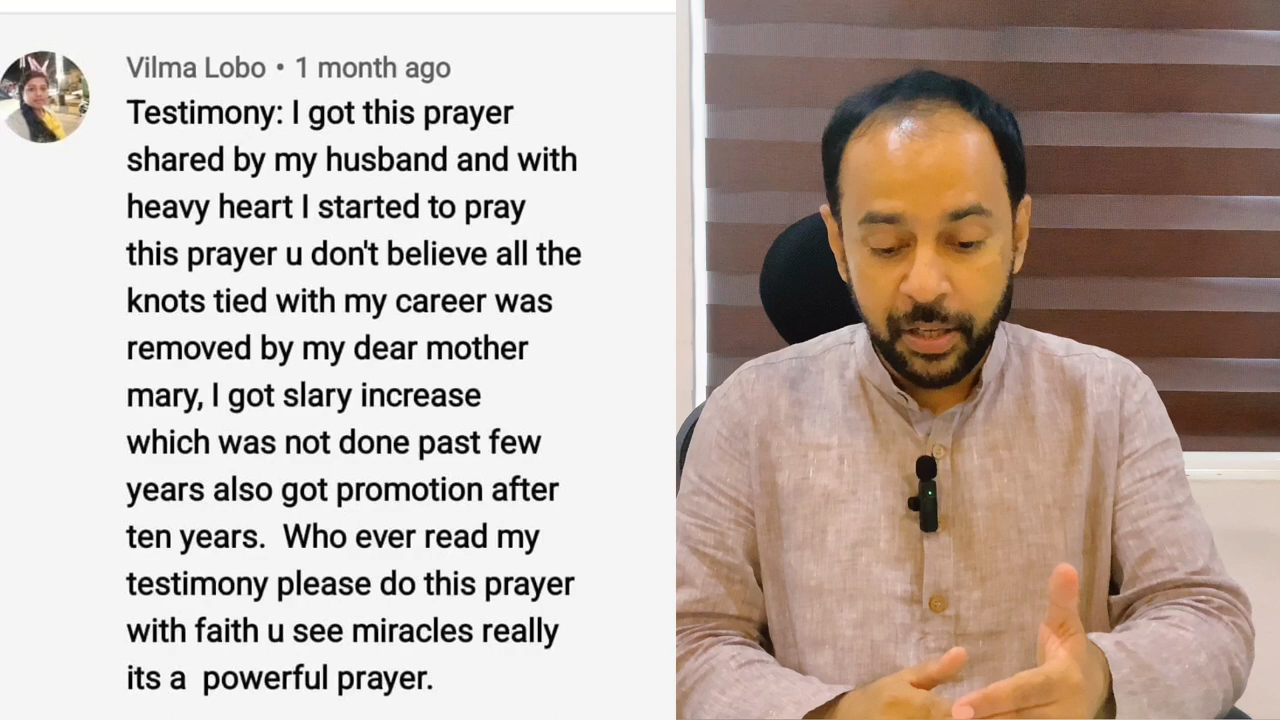 Vilma Lobo • 1 month ago
Testimony: I got this prayer
shared by my husband and with
heavy heart I started to pray
this prayer u don't believe all the
knots tied with my career was
removed by my dear mother
mary, I got slary increase
which was not done past few
years also got promotion after
ten years.  Who ever read my
testimony please do this prayer
with faith u see miracles really
its a  powerful prayer.